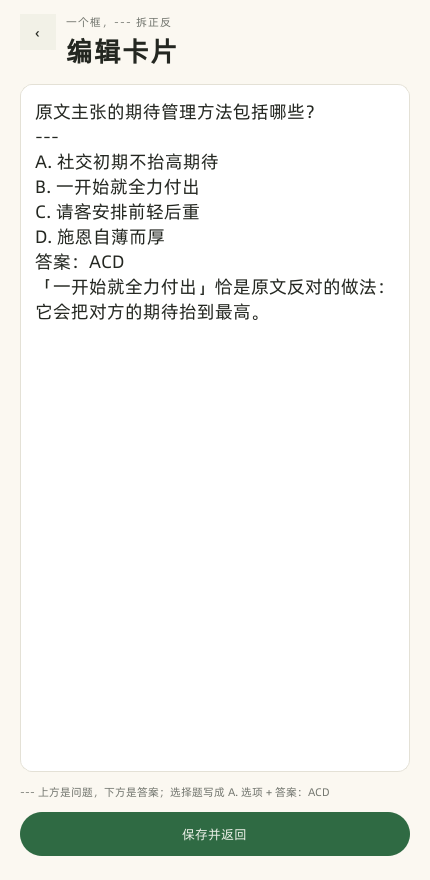 ‹
一个框，--- 拆正反
编辑卡片
原文主张的期待管理方法包括哪些？
---
A. 社交初期不抬高期待
B. 一开始就全力付出
C. 请客安排前轻后重
D. 施恩自薄而厚
答案：ACD
「一开始就全力付出」恰是原文反对的做法：
它会把对方的期待抬到最高。
--- 上方是问题，下方是答案；选择题写成 A. 选项 + 答案：ACD
保存并返回